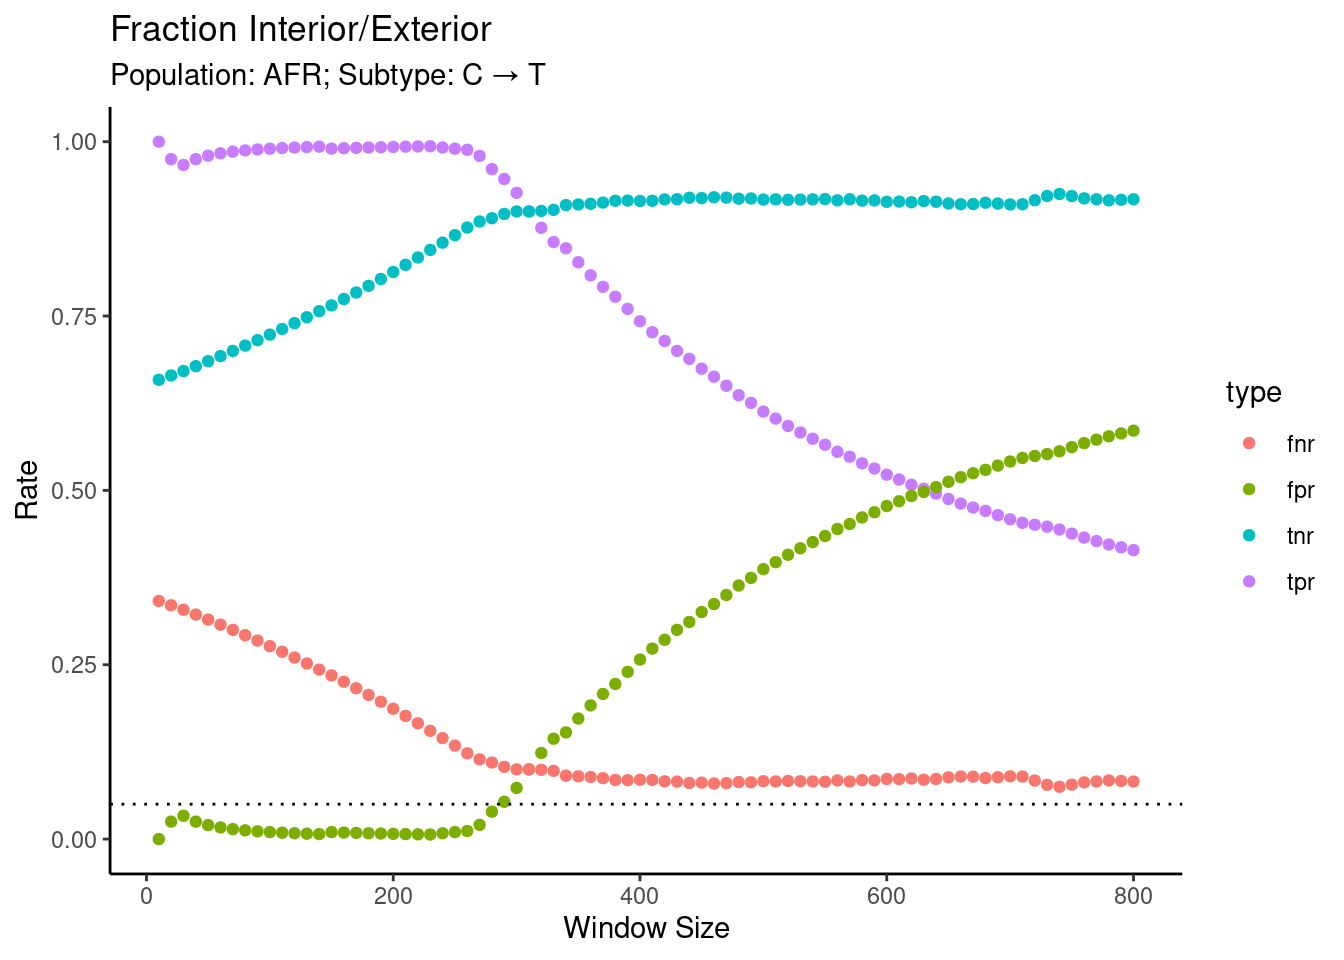 Fraction Interior/Exterior
Population: AFR; Subtype: C → T
1.00
0.75
0.50
0.25
0.00
Rate
0 200 400 600 800
Window Size
type
fnr
fpr
tnr
tpr